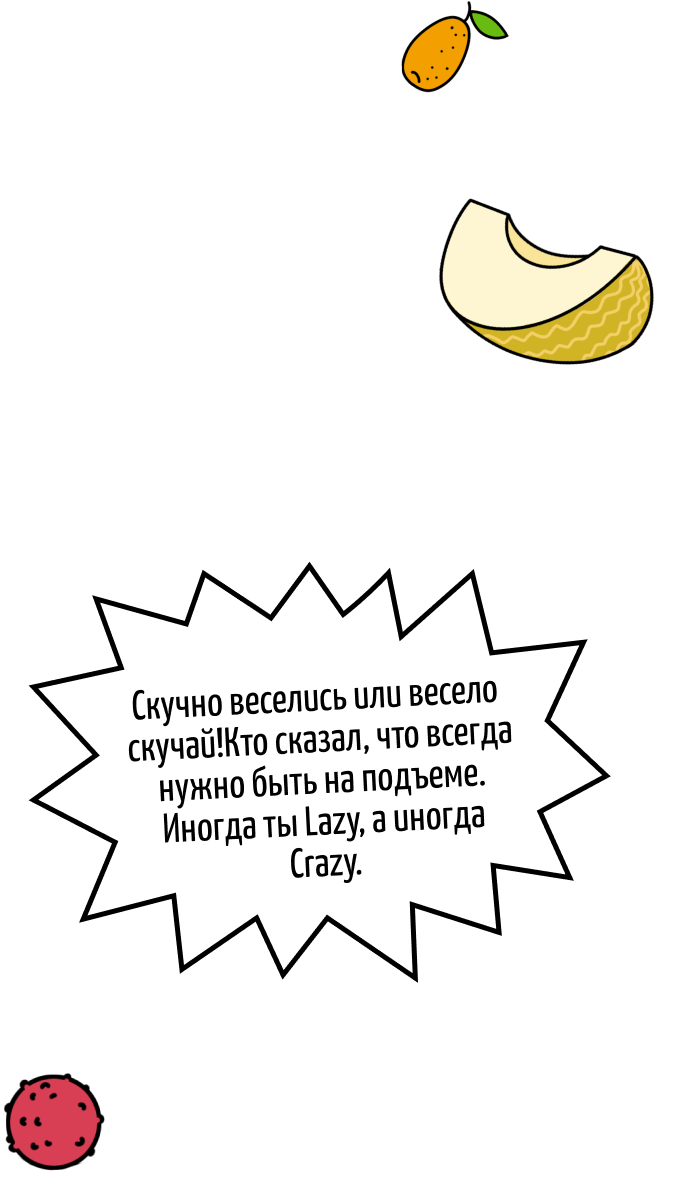 Скучно веселись или весело
скучай!Кто сказал, что всегда
нужно быть на подъеме.
Иногда ты Lazy, а иногда
Crazy.